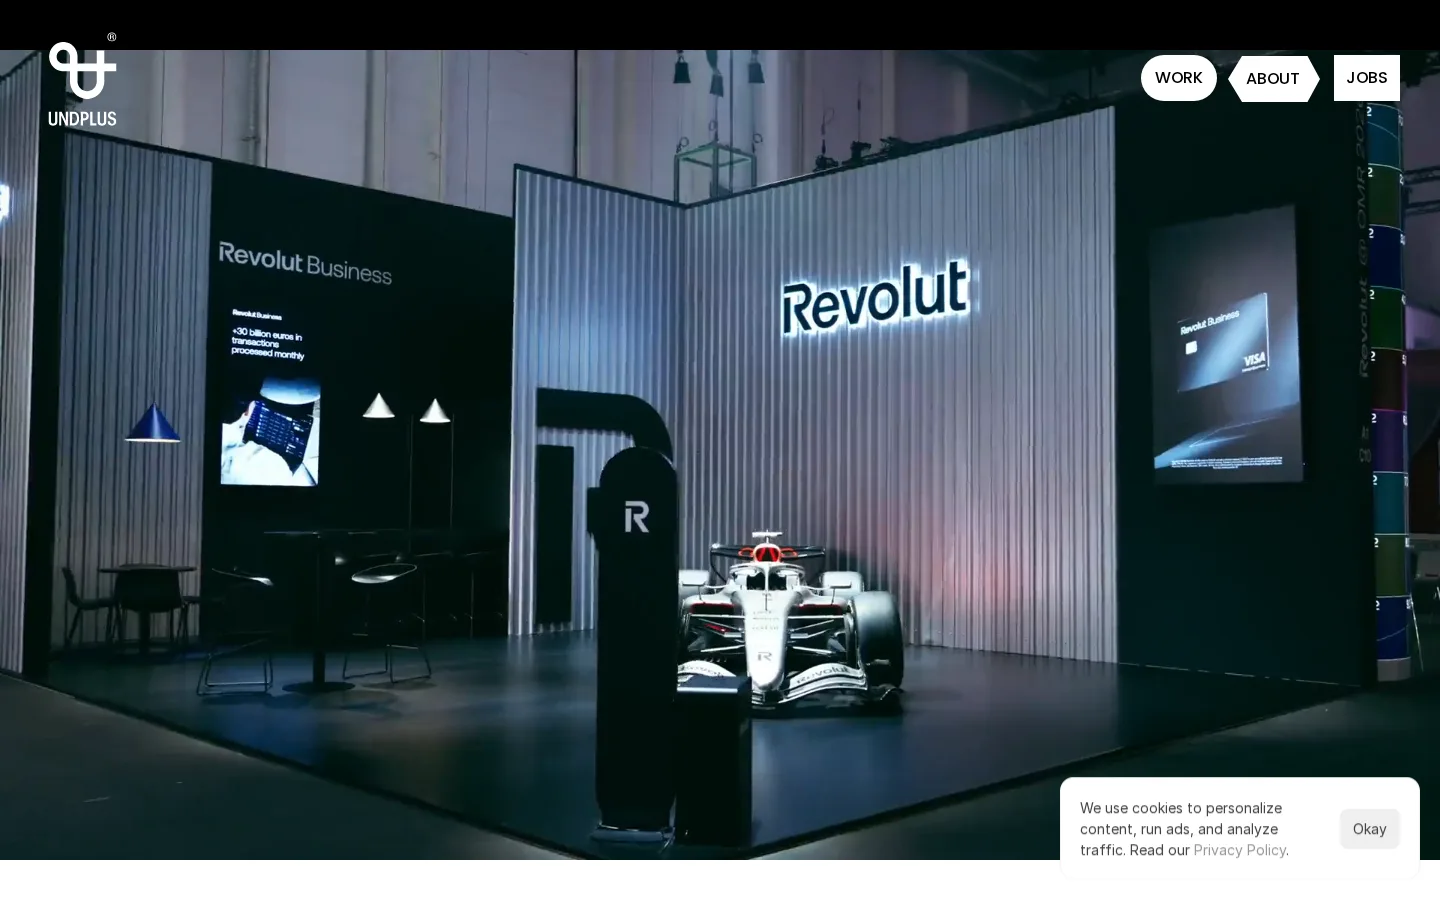 ®
UNDPLUS
WORK
ABOUT
JOBS
Revolut Business
Revolut Business
+30 billion euros in
transactions
processed monthly
Revolut
Revolut Business
VISA
R
R
Revolut
We use cookies to personalize
content, run ads, and analyze
traffic. Read our Privacy Policy.
Okay